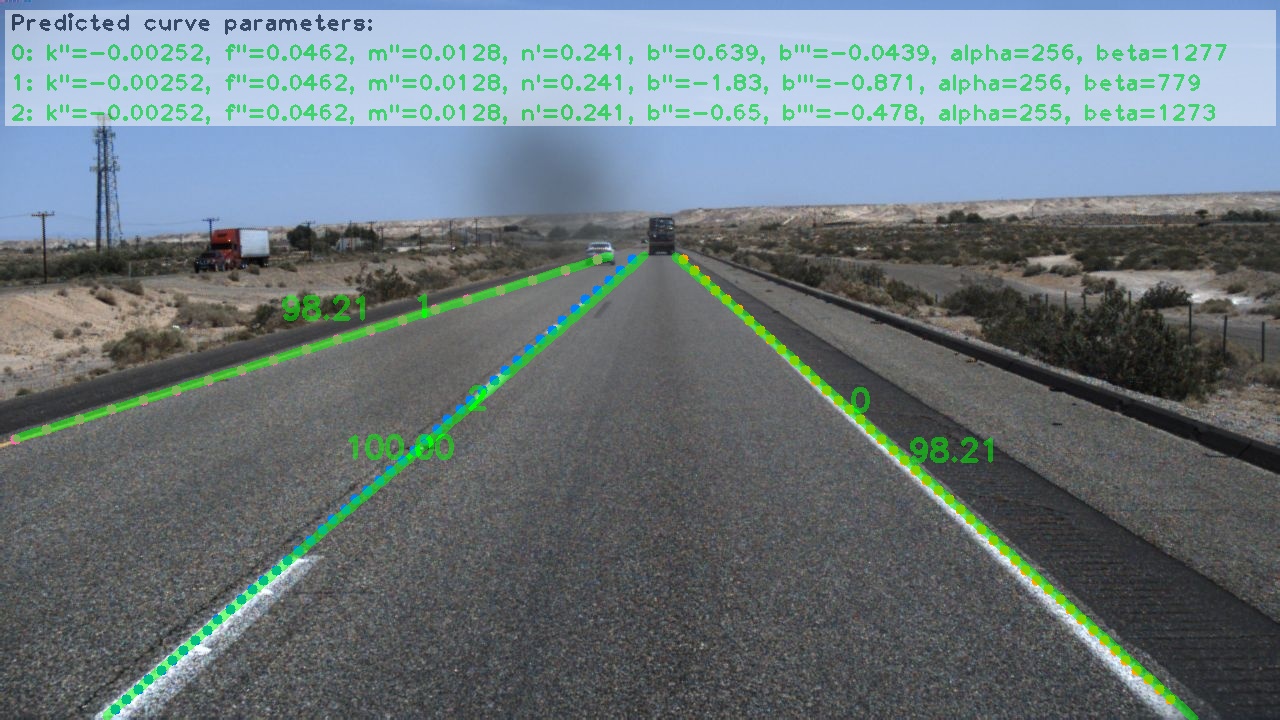 Predicted curve parameters:
0: k''=-0.00252, f''=0.0462, m''=0.0128, n'=0.241, b''=0.639, b'''=-0.0439, alpha=256, beta=1277
1: k''=-0.00252, f''=0.0462, m''=0.0128, n'=0.241, b''=-1.83, b'''=-0.871, alpha=256, beta=779
2: k''=-0.00252, f''=0.0462, m''=0.0128, n'=0.241, b''=-0.65, b'''=-0.478, alpha=255, beta=1273
98.21 1
2 0
100.00 98.21